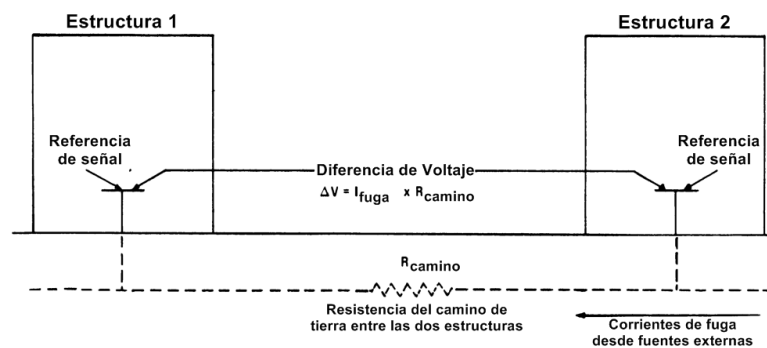 Estructura 1
Estructura 2
Referencia
de señal
Referencia
de señal
Diferencia de Voltaje
ΔV = Ifuga x Rcamino
Rcamino
Resistencia del camino de
tierra entre las dos estructuras
Corrientes de fuga
desde fuentes externas